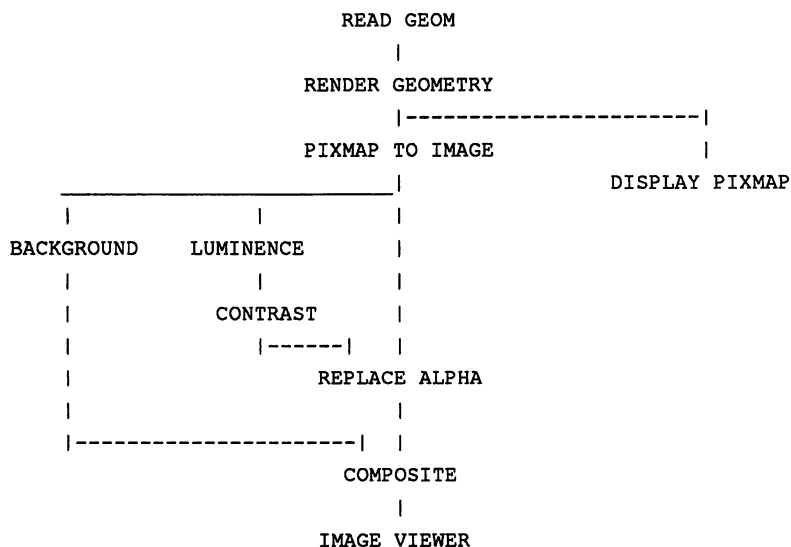 READ GEOM
RENDER GEOMETRY
PIXMAP TO IMAGE
DISPLAY PIXMAP
BACKGROUND LUMINENCE
CONTRAST
REPLACE ALPHA
COMPOSITE
IMAGE VIEWER